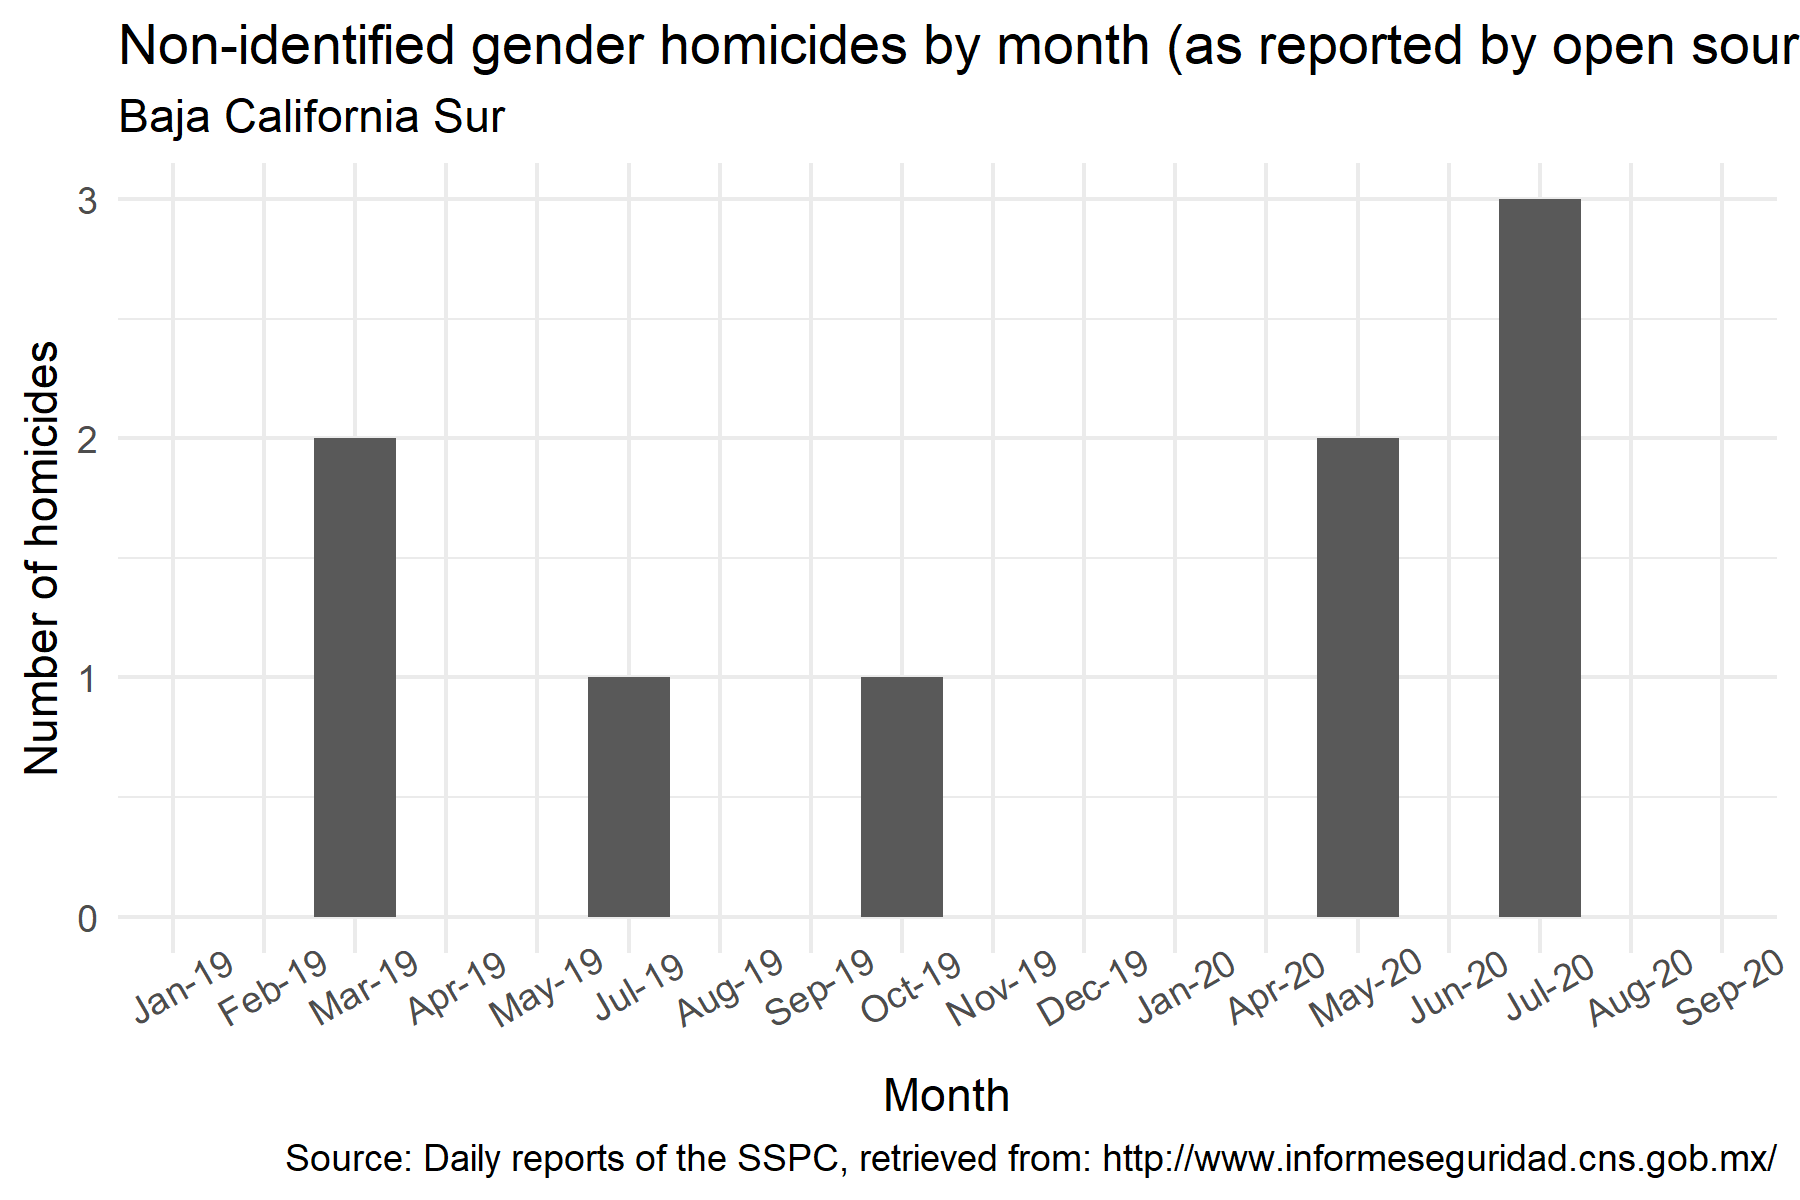 Non-identified gender homicides by month (as reported by open sour
Baja California Sur
Number of homicides
3
2
1
0
Jan-19
Feb-19
Mar-19
Apr-19
May-19
Jul-19
Aug-19
Sep-19
Oct-19
Nov-19
Dec-19
Jan-20
Apr-20
May-20
Jun-20
Jul-20
Aug-20
Sep-20
Month
Source: Daily reports of the SSPC, retrieved from: http://www.informeseguridad.cns.gob.mx/